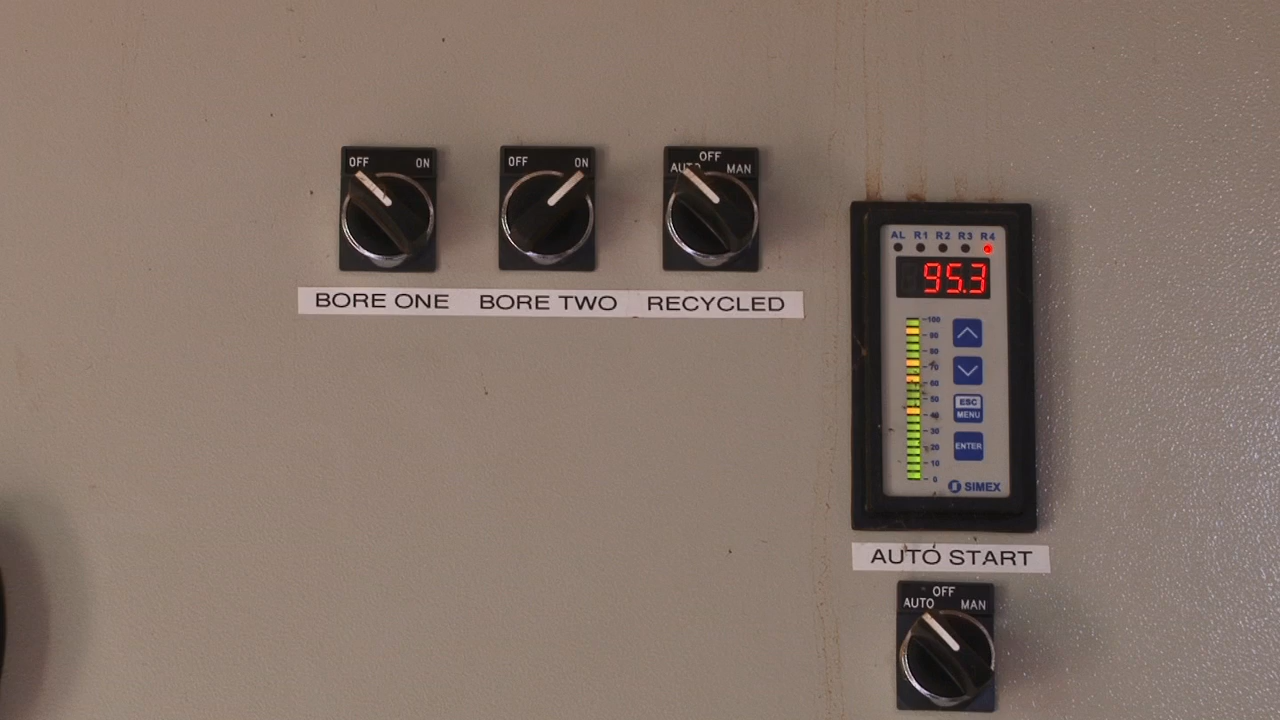 OFF ON
OFF ON
OFF
AUTO MAN
BORE ONE BORE TWO RECYCLED
AL R1 R2 R3 R4
95.3
100
90
80
70
60
50
40
30
20
10
0
ESC
MENU
ENTER
SIMEX
AUTO START
OFF
AUTO MAN